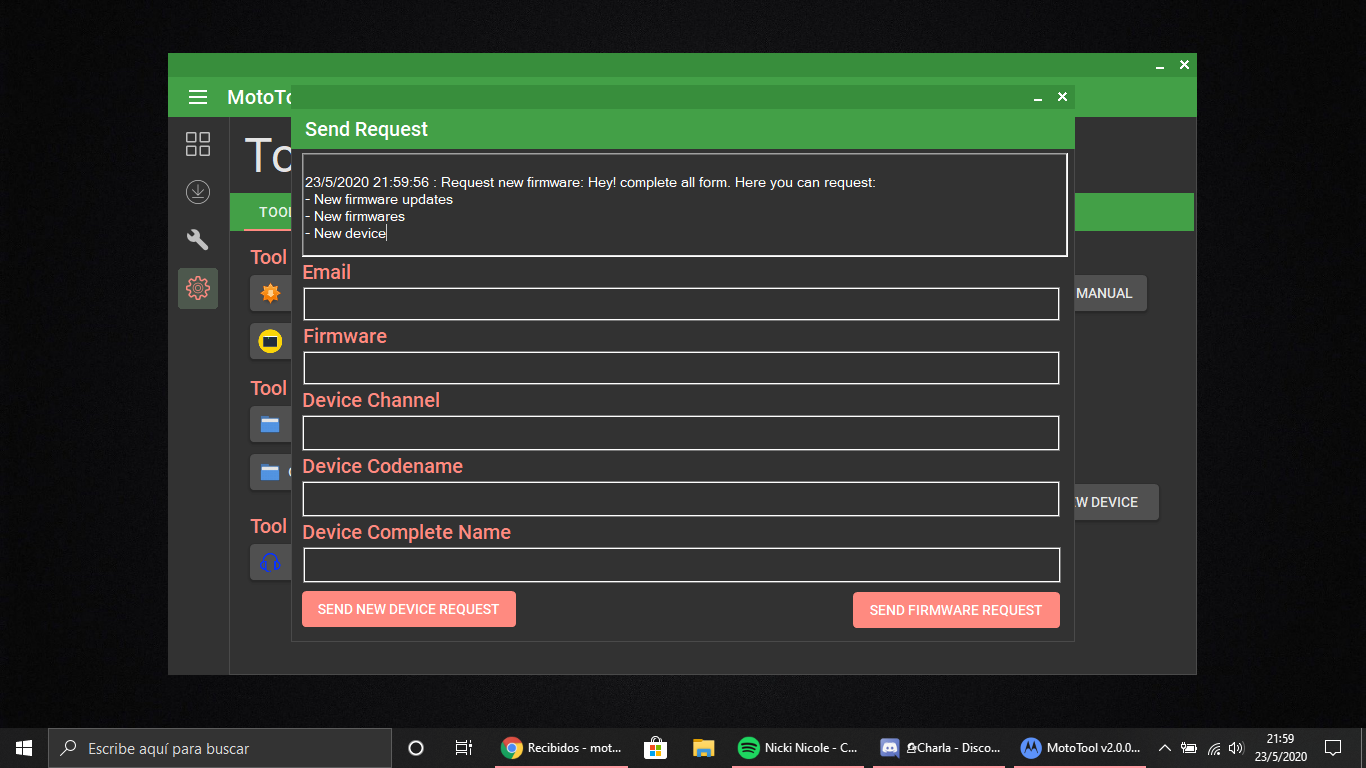 MotoTo
To
TOO
Tool
Tool
Tool
MANUAL
W DEVICE
Send Request
23/5/2020 21:59:56 : Request new firmware: Hey! complete all form. Here you can request:
- New firmware updates
- New firmwares
- New device
Email
Firmware
Device Channel
Device Codename
Device Complete Name
SEND NEW DEVICE REQUEST
SEND FIRMWARE REQUEST
Escribe aquí para buscar
Recibidos - mot...
Nicki Nicole - C...
Charla - Disco...
MotoTool v2.0.0...
21:59
23/5/2020